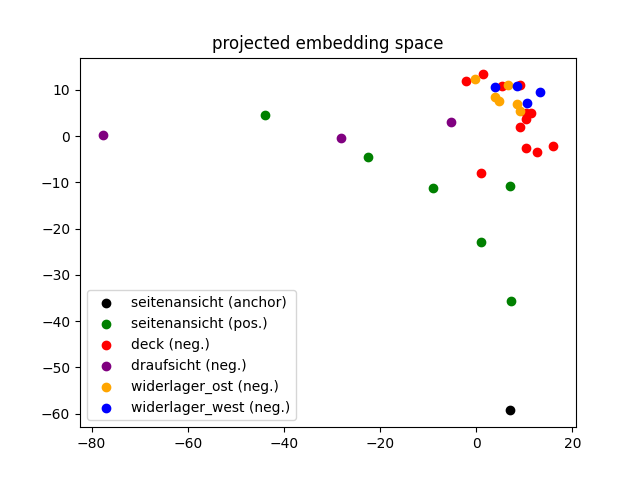 projected embedding space
10
0
−10
−20
−30
−40
−50
−60
−80
−60
−40
−20
0
20
seitenansicht (anchor)
seitenansicht (pos.)
deck (neg.)
draufsicht (neg.)
widerlager_ost (neg.)
widerlager_west (neg.)